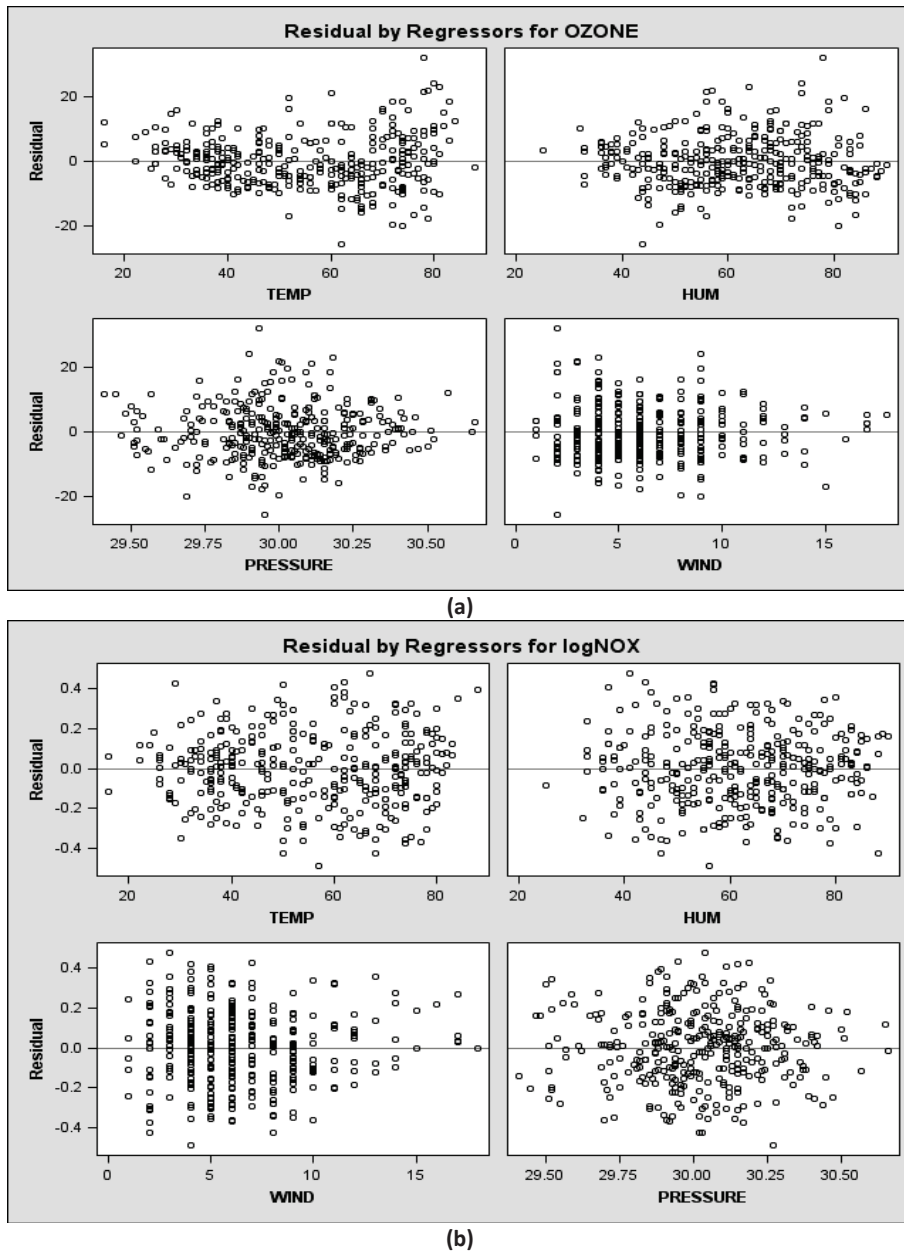 Residual by Regressors for OZONE
Residual
20
0
-20
20 40 60 80
TEMP
20 40 60 80
HUM
Residual
20
0
-20
29.50 29.75 30.00 30.25 30.50
PRESSURE
0 5 10 15
WIND
(a)
Residual by Regressors for logNOX
Residual
0.4
0.2
0.0
-0.2
-0.4
20 40 60 80
TEMP
20 40 60 80
HUM
Residual
0.4
0.2
0.0
-0.2
-0.4
0 5 10 15
WIND
29.50 29.75 30.00 30.25 30.50
PRESSURE
(b)